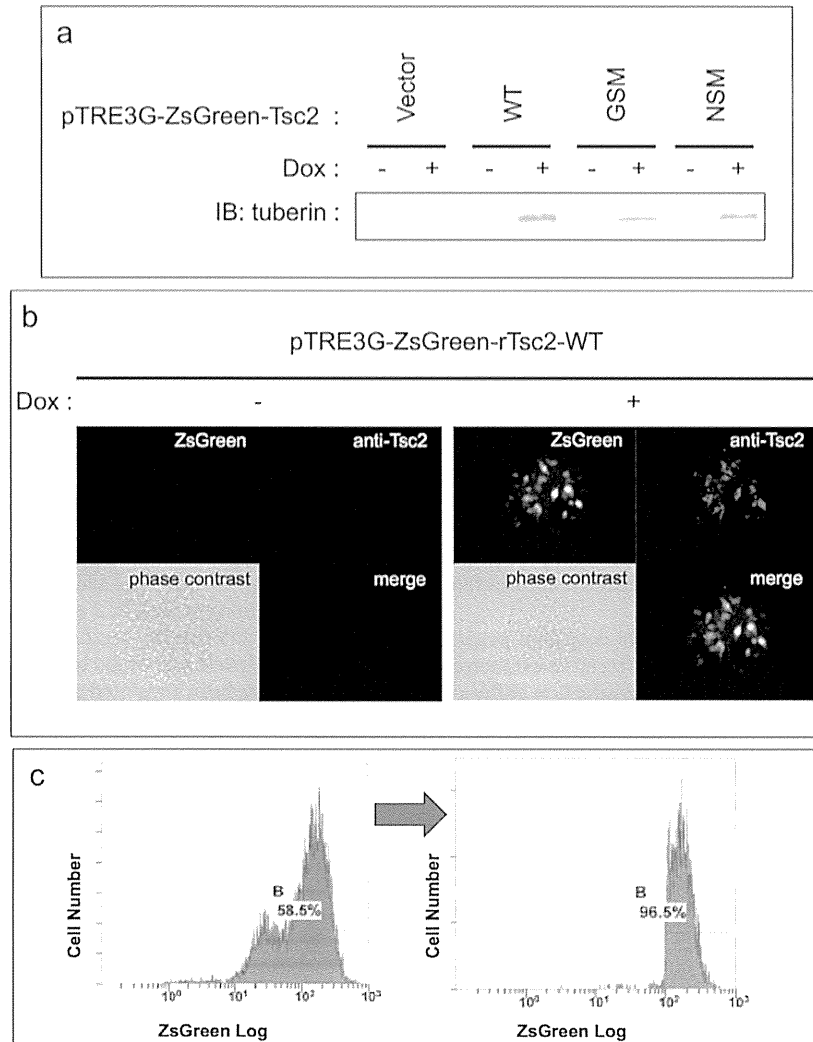 a
pTRE3G-ZsGreen-Tsc2 :
Vector
WT
GSM
NSM
Dox :
- + - + - + - +
IB: tuberin :
b
pTRE3G-ZsGreen-rTsc2-WT
Dox :
- +
ZsGreen
anti-Tsc2
ZsGreen
anti-Tsc2
phase contrast
merge
phase contrast
merge
c
Cell Number
B
58.5%
10⁰ 10¹ 10² 10³
ZsGreen Log
Cell Number
B
96.5%
10⁰ 10¹ 10² 10³
ZsGreen Log